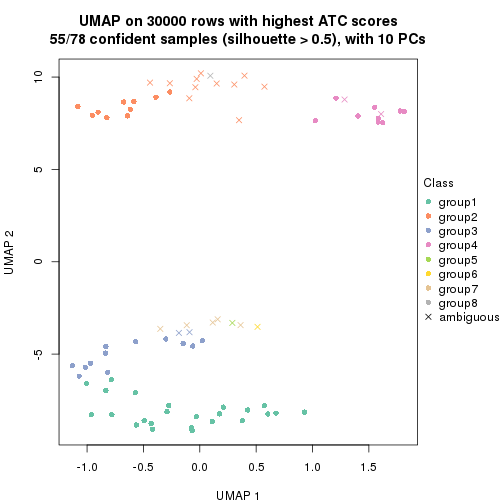 UMAP on 30000 rows with highest ATC scores
55/78 confident samples (silhouette > 0.5), with 10 PCs
10
5
0
-5
UMAP 2
-1.0
-0.5
0.0
0.5
1.0
1.5
UMAP 1
Class
group1
group2
group3
group4
group5
group6
group7
group8
ambiguous